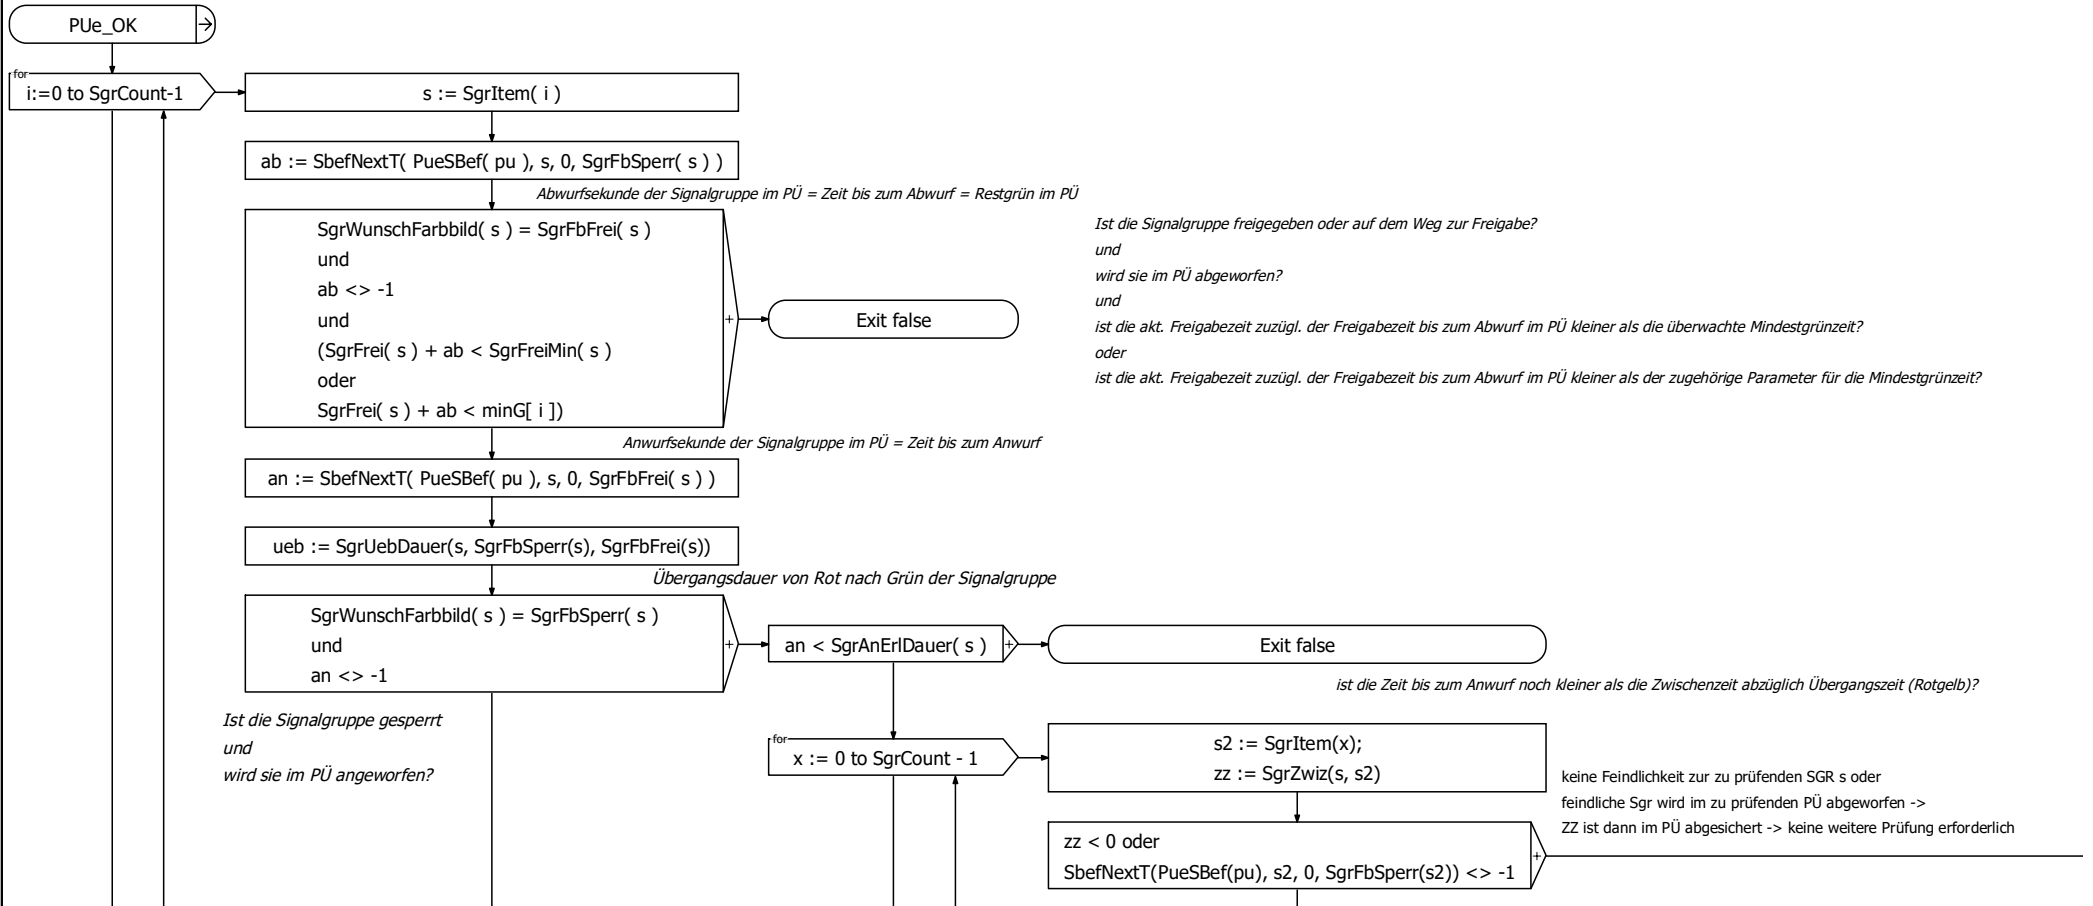 PUe_OK
for
i:=0 to SgrCount-1
s := SgrItem( i )
ab := SbefNextT( PueSBef( pu ), s, 0, SgrFbSperr( s ) )
Abwurfsekunde der Signalgruppe im PÜ = Zeit bis zum Abwurf = Restgrün im PÜ
SgrWunschFarbbild( s ) = SgrFbFrei( s )
und
ab <> -1
und
(SgrFrei( s ) + ab < SgrFreiMin( s )
oder
SgrFrei( s ) + ab < minG[ i ])
+
Exit false
Ist die Signalgruppe freigegeben oder auf dem Weg zur Freigabe?
und
wird sie im PÜ abgeworfen?
und
ist die akt. Freigabezeit zuzügl. der Freigabezeit bis zum Abwurf im PÜ kleiner als die überwachte Mindestgrünzeit?
oder
ist die akt. Freigabezeit zuzügl. der Freigabezeit bis zum Abwurf im PÜ kleiner als der zugehörige Parameter für die Mindestgrünzeit?
Anwurfsekunde der Signalgruppe im PÜ = Zeit bis zum Anwurf
an := SbefNextT( PueSBef( pu ), s, 0, SgrFbFrei( s ) )
ueb := SgrUebDauer(s, SgrFbSperr(s), SgrFbFrei(s))
Übergangsdauer von Rot nach Grün der Signalgruppe
SgrWunschFarbbild( s ) = SgrFbSperr( s )
und
an <> -1
+
an < SgrAnErlDauer( s )
+
Exit false
ist die Zeit bis zum Anwurf noch kleiner als die Zwischenzeit abzüglich Übergangszeit (Rotgelb)?
Ist die Signalgruppe gesperrt
und
wird sie im PÜ angeworfen?
for
x := 0 to SgrCount - 1
s2 := SgrItem(x);
zz := SgrZwiz(s, s2)
keine Feindlichkeit zur zu prüfenden SGR s oder
feindliche Sgr wird im zu prüfenden PÜ abgeworfen ->
ZZ ist dann im PÜ abgesichert -> keine weitere Prüfung erforderlich
zz < 0 oder
SbefNextT(PueSBef(pu), s2, 0, SgrFbSperr(s2)) <> -1
+